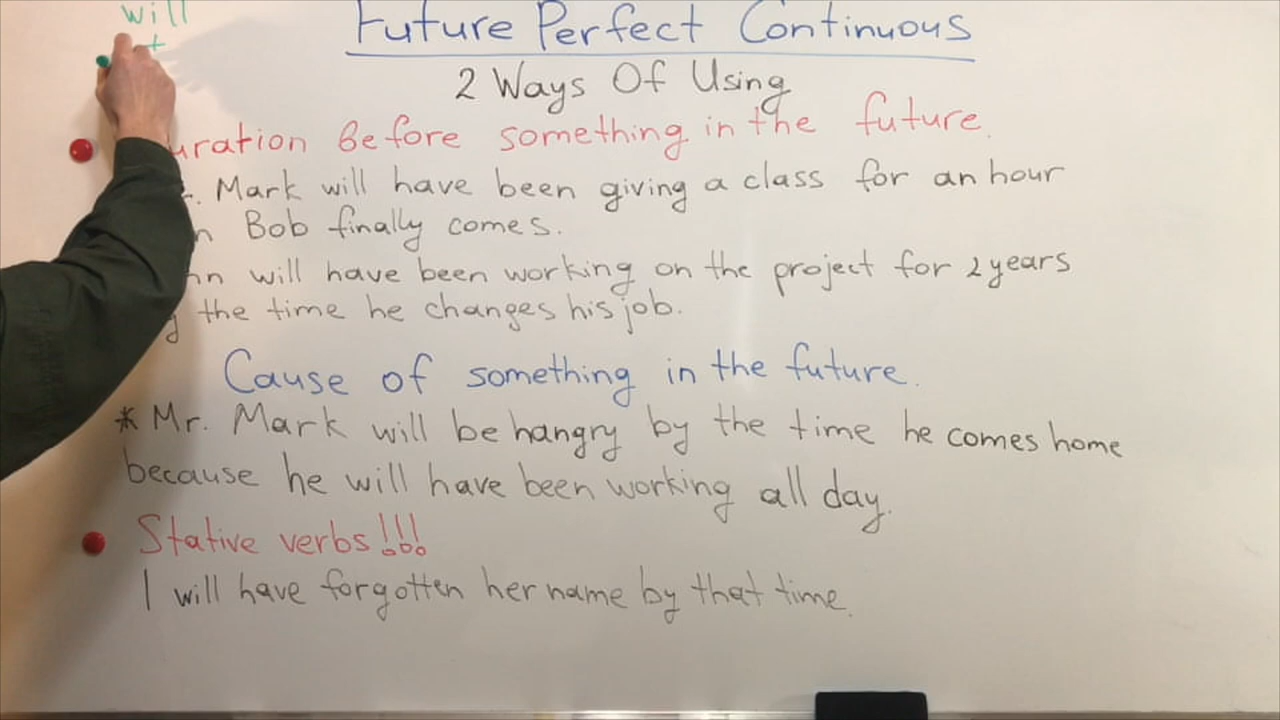 will
Future Perfect Continuous
2 Ways Of Using
uration Before something in the future.
Mark will have been giving a class for an hour
n Bob finally comes.
hn will have been working on the project for 2 years
y the time he changes his job.
Cause of something in the future.
* Mr. Mark will be hangry by the time he comes home
because he will have been working all day.
Stative verbs!!!
I will have forgotten her name by that time.